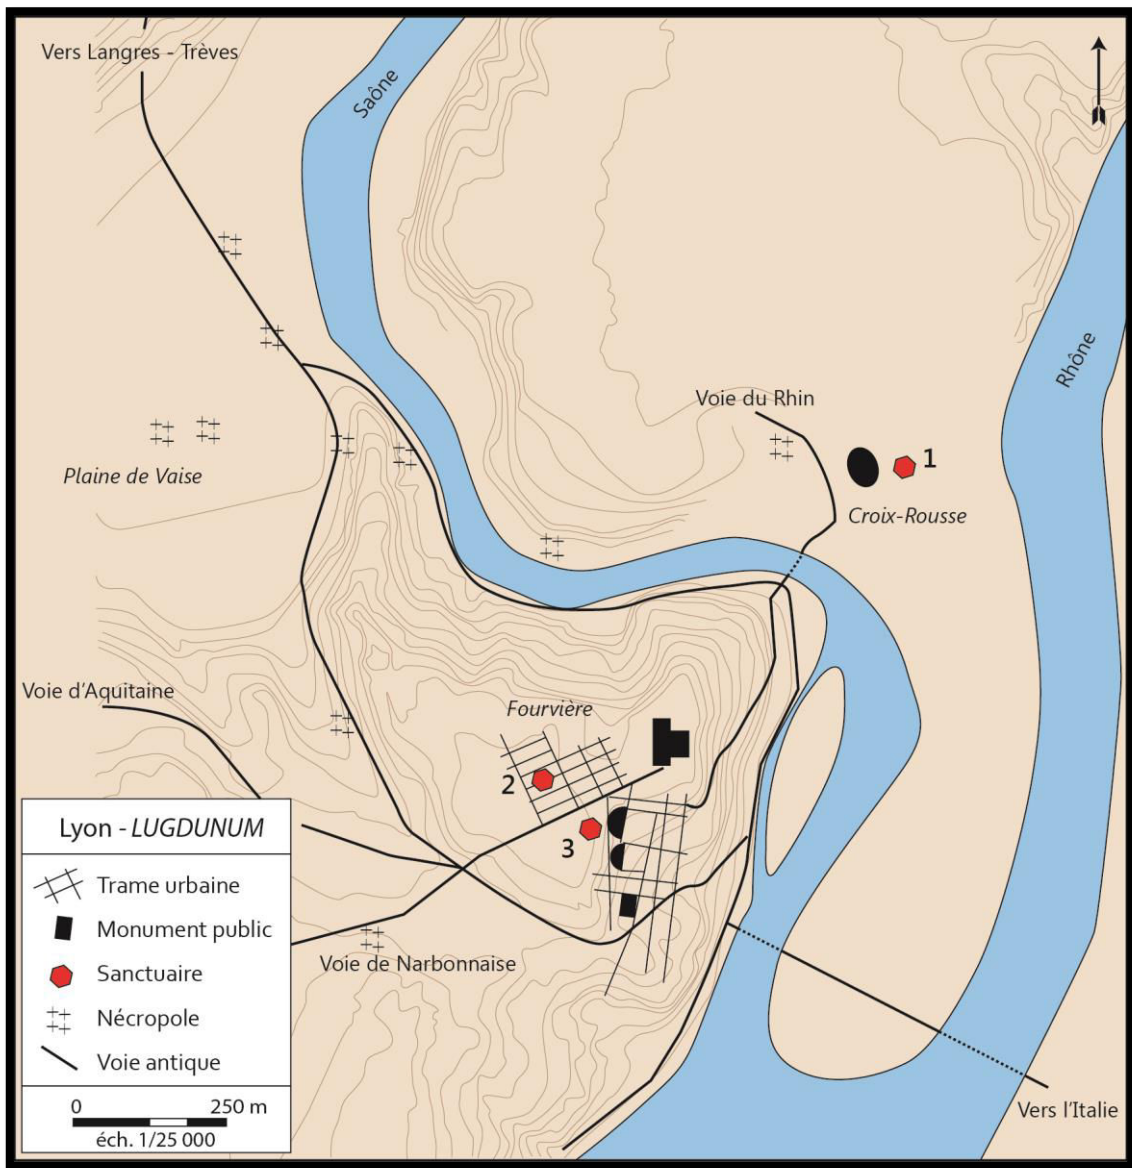 Vers Langres - Trèves
Saône
Rhône
Voie du Rhin
1
Plaine de Vaise
Croix-Rousse
Voie d'Aquitaine
Fourvière
2
3
Voie de Narbonnaise
Vers l'Italie
Lyon - LUGDUNUM
Trame urbaine
Monument public
Sanctuaire
Nécropole
Voie antique
0 250 m
éch. 1/25 000